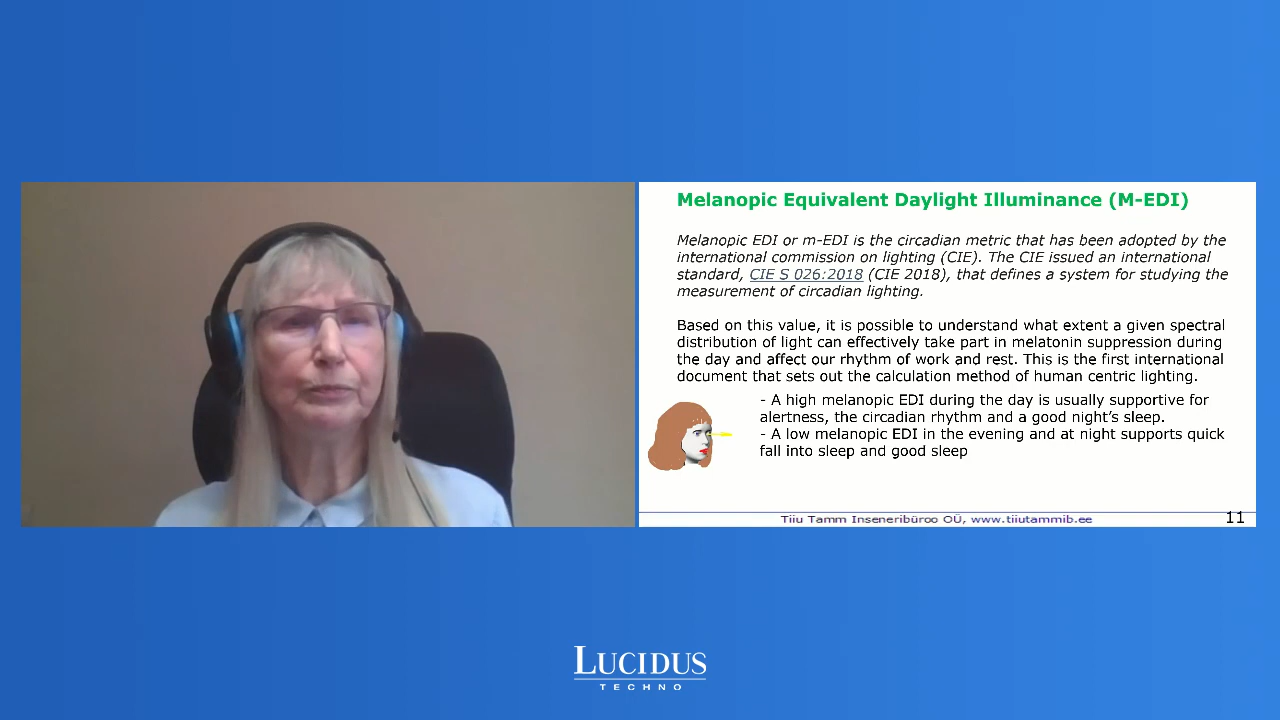 Melanopic Equivalent Daylight Illuminance (M-EDI)
Melanopic EDI or m-EDI is the circadian metric that has been adopted by the
international commission on lighting (CIE). The CIE issued an international
standard, CIE S 026:2018 (CIE 2018), that defines a system for studying the
measurement of circadian lighting.
Based on this value, it is possible to understand what extent a given spectral
distribution of light can effectively take part in melatonin suppression during
the day and affect our rhythm of work and rest. This is the first international
document that sets out the calculation method of human centric lighting.
- A high melanopic EDI during the day is usually supportive for
alertness, the circadian rhythm and a good night’s sleep.
- A low melanopic EDI in the evening and at night supports quick
fall into sleep and good sleep
Tiiu Tamm Inseneribüroo OÜ, www.tiiutammib.ee
11
LUCIDUS
TECHNO